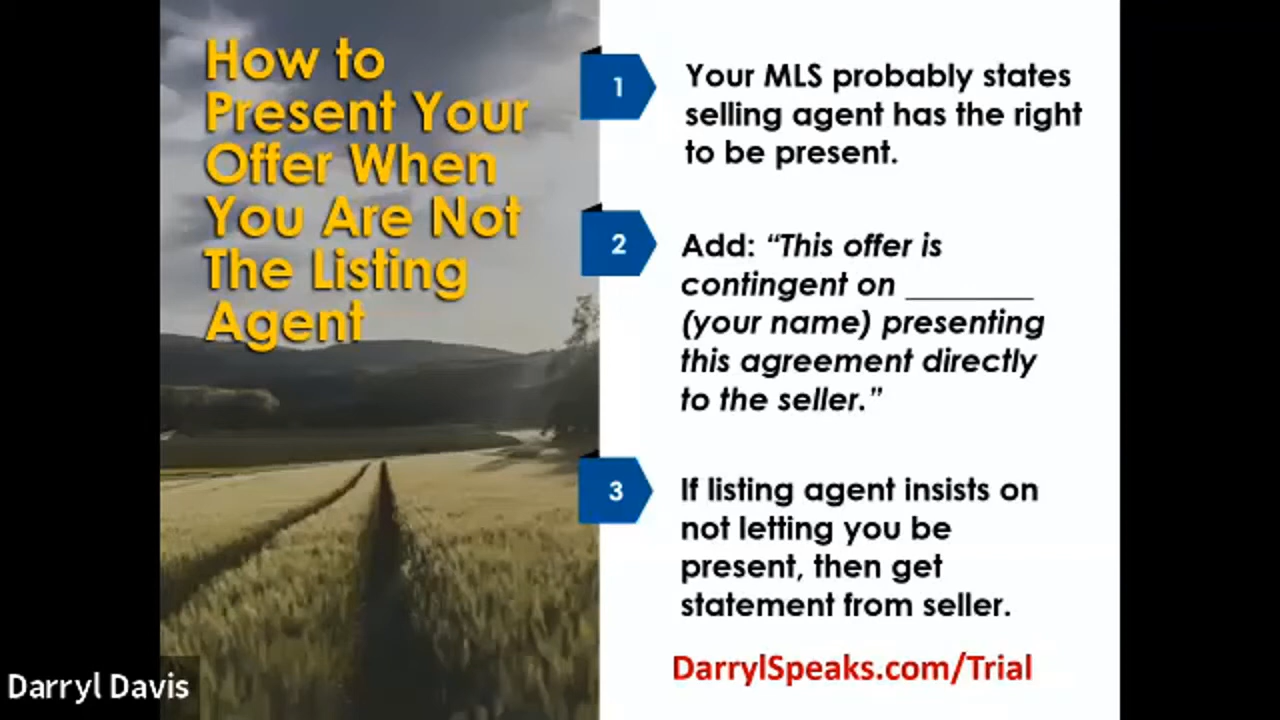 How to
Present Your
Offer When
You Are Not
The Listing
Agent
1
Your MLS probably states
selling agent has the right
to be present.
2
Add: “This offer is
contingent on ________
(your name) presenting
this agreement directly
to the seller.”
3
If listing agent insists on
not letting you be
present, then get
statement from seller.
DarrylSpeaks.com/Trial
Darryl Davis